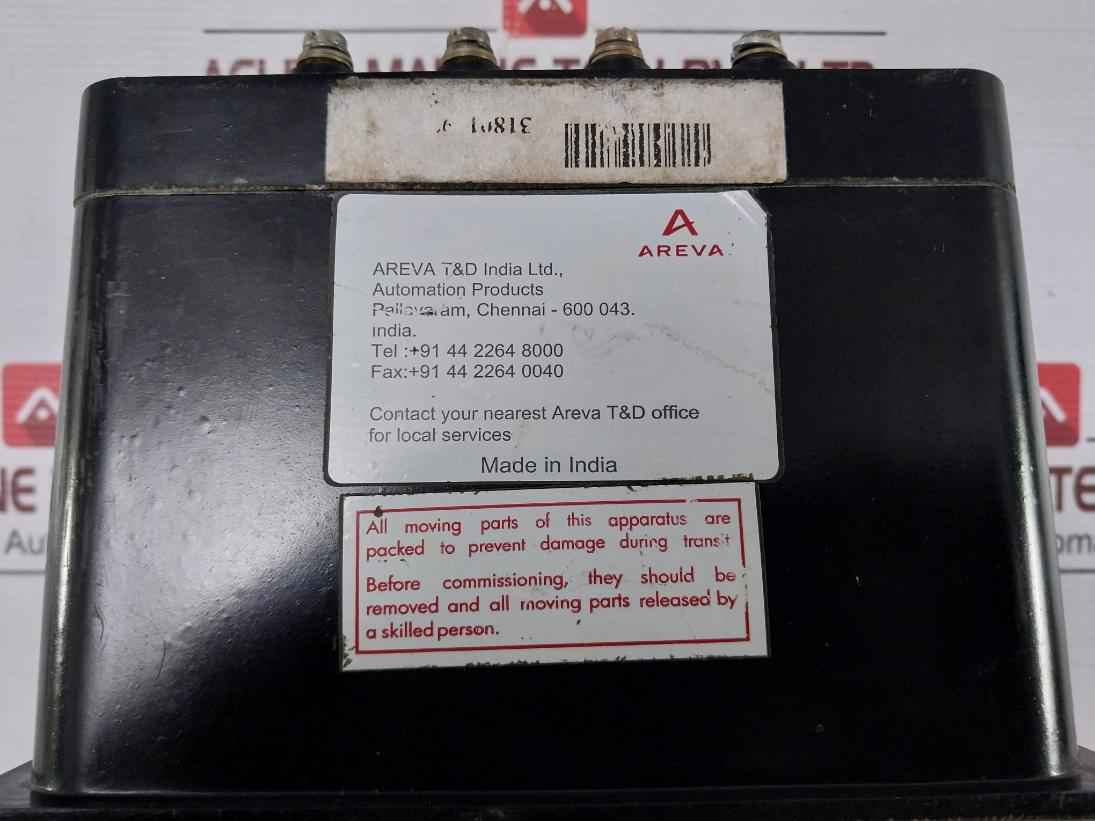 AREVA
AREVA T&D India Ltd.,
Automation Products
Pallavaram, Chennai - 600 043.
India.
Tel :+91 44 2264 8000
Fax:+91 44 2264 0040
Contact your nearest Areva T&D office
for local services
Made in India
All moving parts of this apparatus are
packed to prevent damage during transit
Before commissioning, they should be
removed and all moving parts released by
a skilled person.